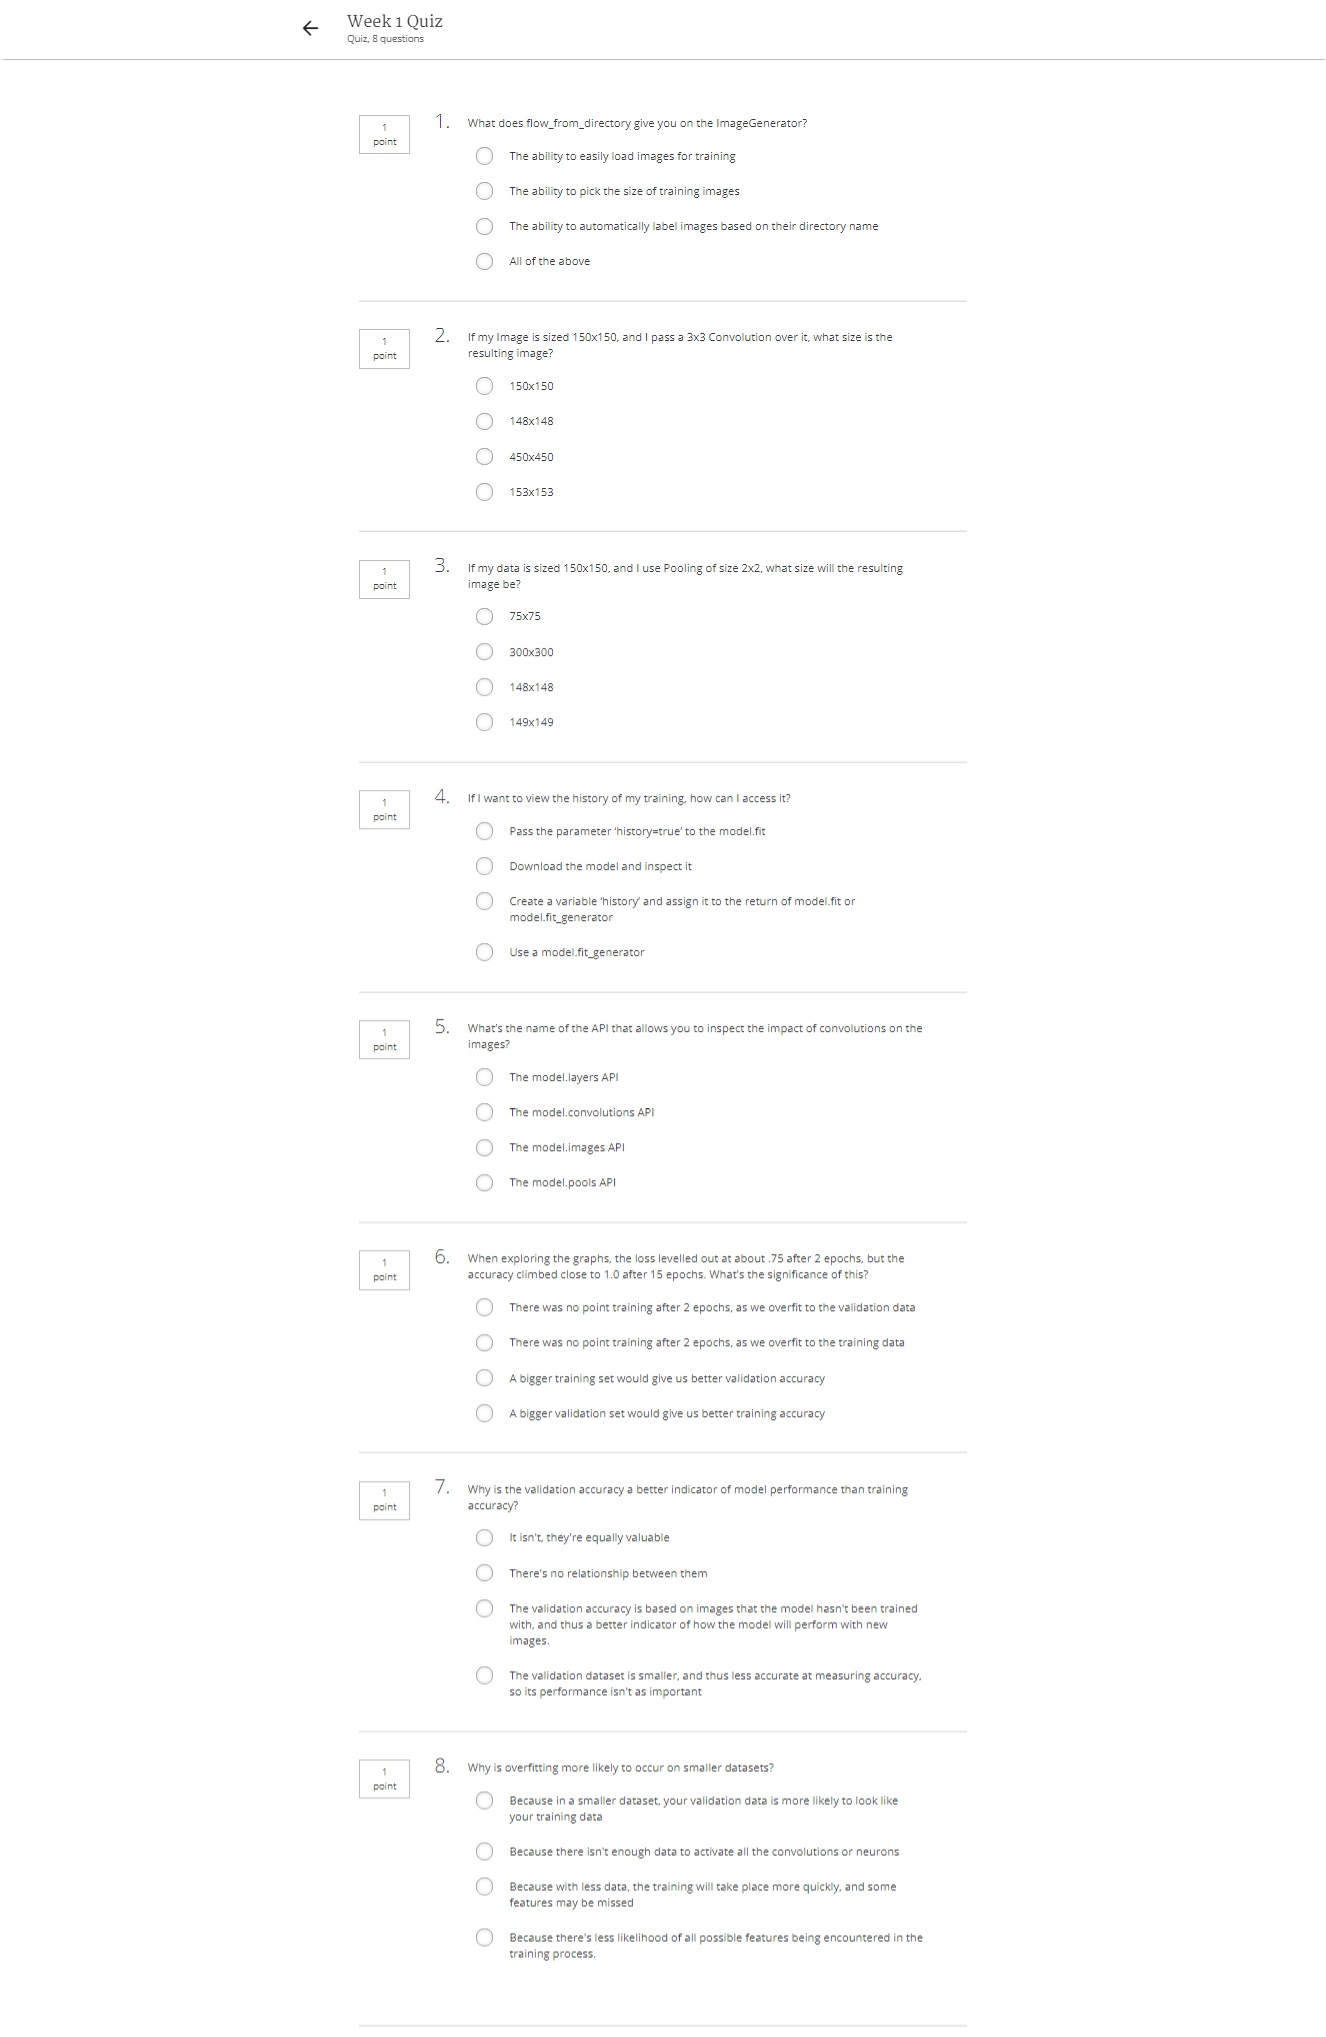 Week 1 Quiz
Quiz, 8 questions
1
point
1. What does flow_from_directory give you on the ImageGenerator?
The ability to easily load images for training
The ability to pick the size of training images
The ability to automatically label images based on their directory name
All of the above
1
point
2. If my Image is sized 150x150, and I pass a 3x3 Convolution over it, what size is the
resulting image?
150x150
148x148
450x450
153x153
1
point
3. If my data is sized 150x150, and I use Pooling of size 2x2, what size will the resulting
image be?
75x75
300x300
148x148
149x149
1
point
4. If I want to view the history of my training, how can I access it?
Pass the parameter 'history=true' to the model.fit
Download the model and inspect it
Create a variable 'history' and assign it to the return of model.fit or
model.fit_generator
Use a model.fit_generator
1
point
5. What's the name of the API that allows you to inspect the impact of convolutions on the
images?
The model.layers API
The model.convolutions API
The model.images API
The model.pools API
1
point
6. When exploring the graphs, the loss levelled out at about .75 after 2 epochs, but the
accuracy climbed close to 1.0 after 15 epochs. What's the significance of this?
There was no point training after 2 epochs, as we overfit to the validation data
There was no point training after 2 epochs, as we overfit to the training data
A bigger training set would give us better validation accuracy
A bigger validation set would give us better training accuracy
1
point
7. Why is the validation accuracy a better indicator of model performance than training
accuracy?
It isn't, they're equally valuable
There's no relationship between them
The validation accuracy is based on images that the model hasn't been trained
with, and thus a better indicator of how the model will perform with new
images.
The validation dataset is smaller, and thus less accurate at measuring accuracy,
so its performance isn't as important
1
point
8. Why is overfitting more likely to occur on smaller datasets?
Because in a smaller dataset, your validation data is more likely to look like
your training data
Because there isn't enough data to activate all the convolutions or neurons
Because with less data, the training will take place more quickly, and some
features may be missed
Because there's less likelihood of all possible features being encountered in the
training process.